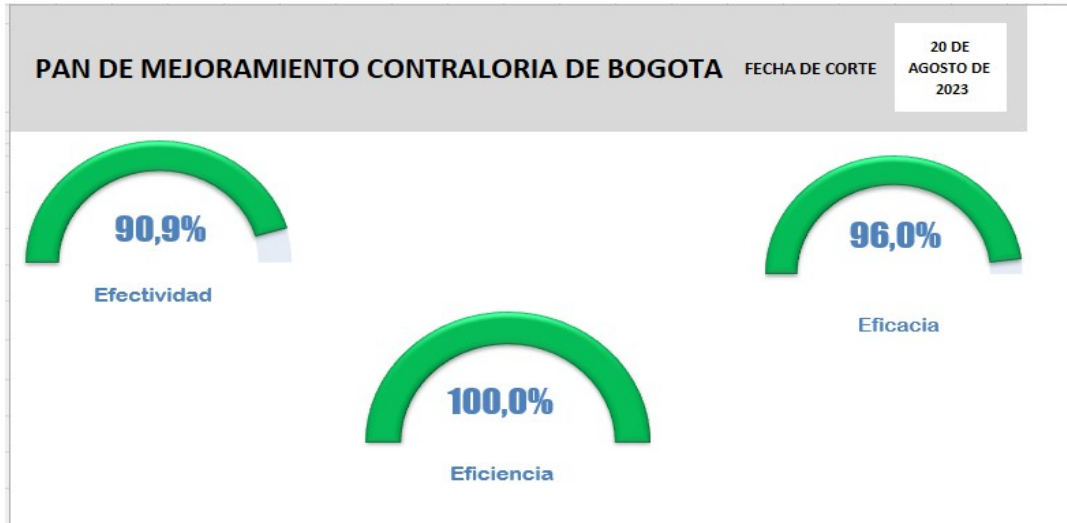 PAN DE MEJORAMIENTO CONTRALORIA DE BOGOTA
FECHA DE CORTE
20 DE
AGOSTO DE
2023
90,9%
Efectividad
96,0%
Eficacia
100,0%
Eficiencia